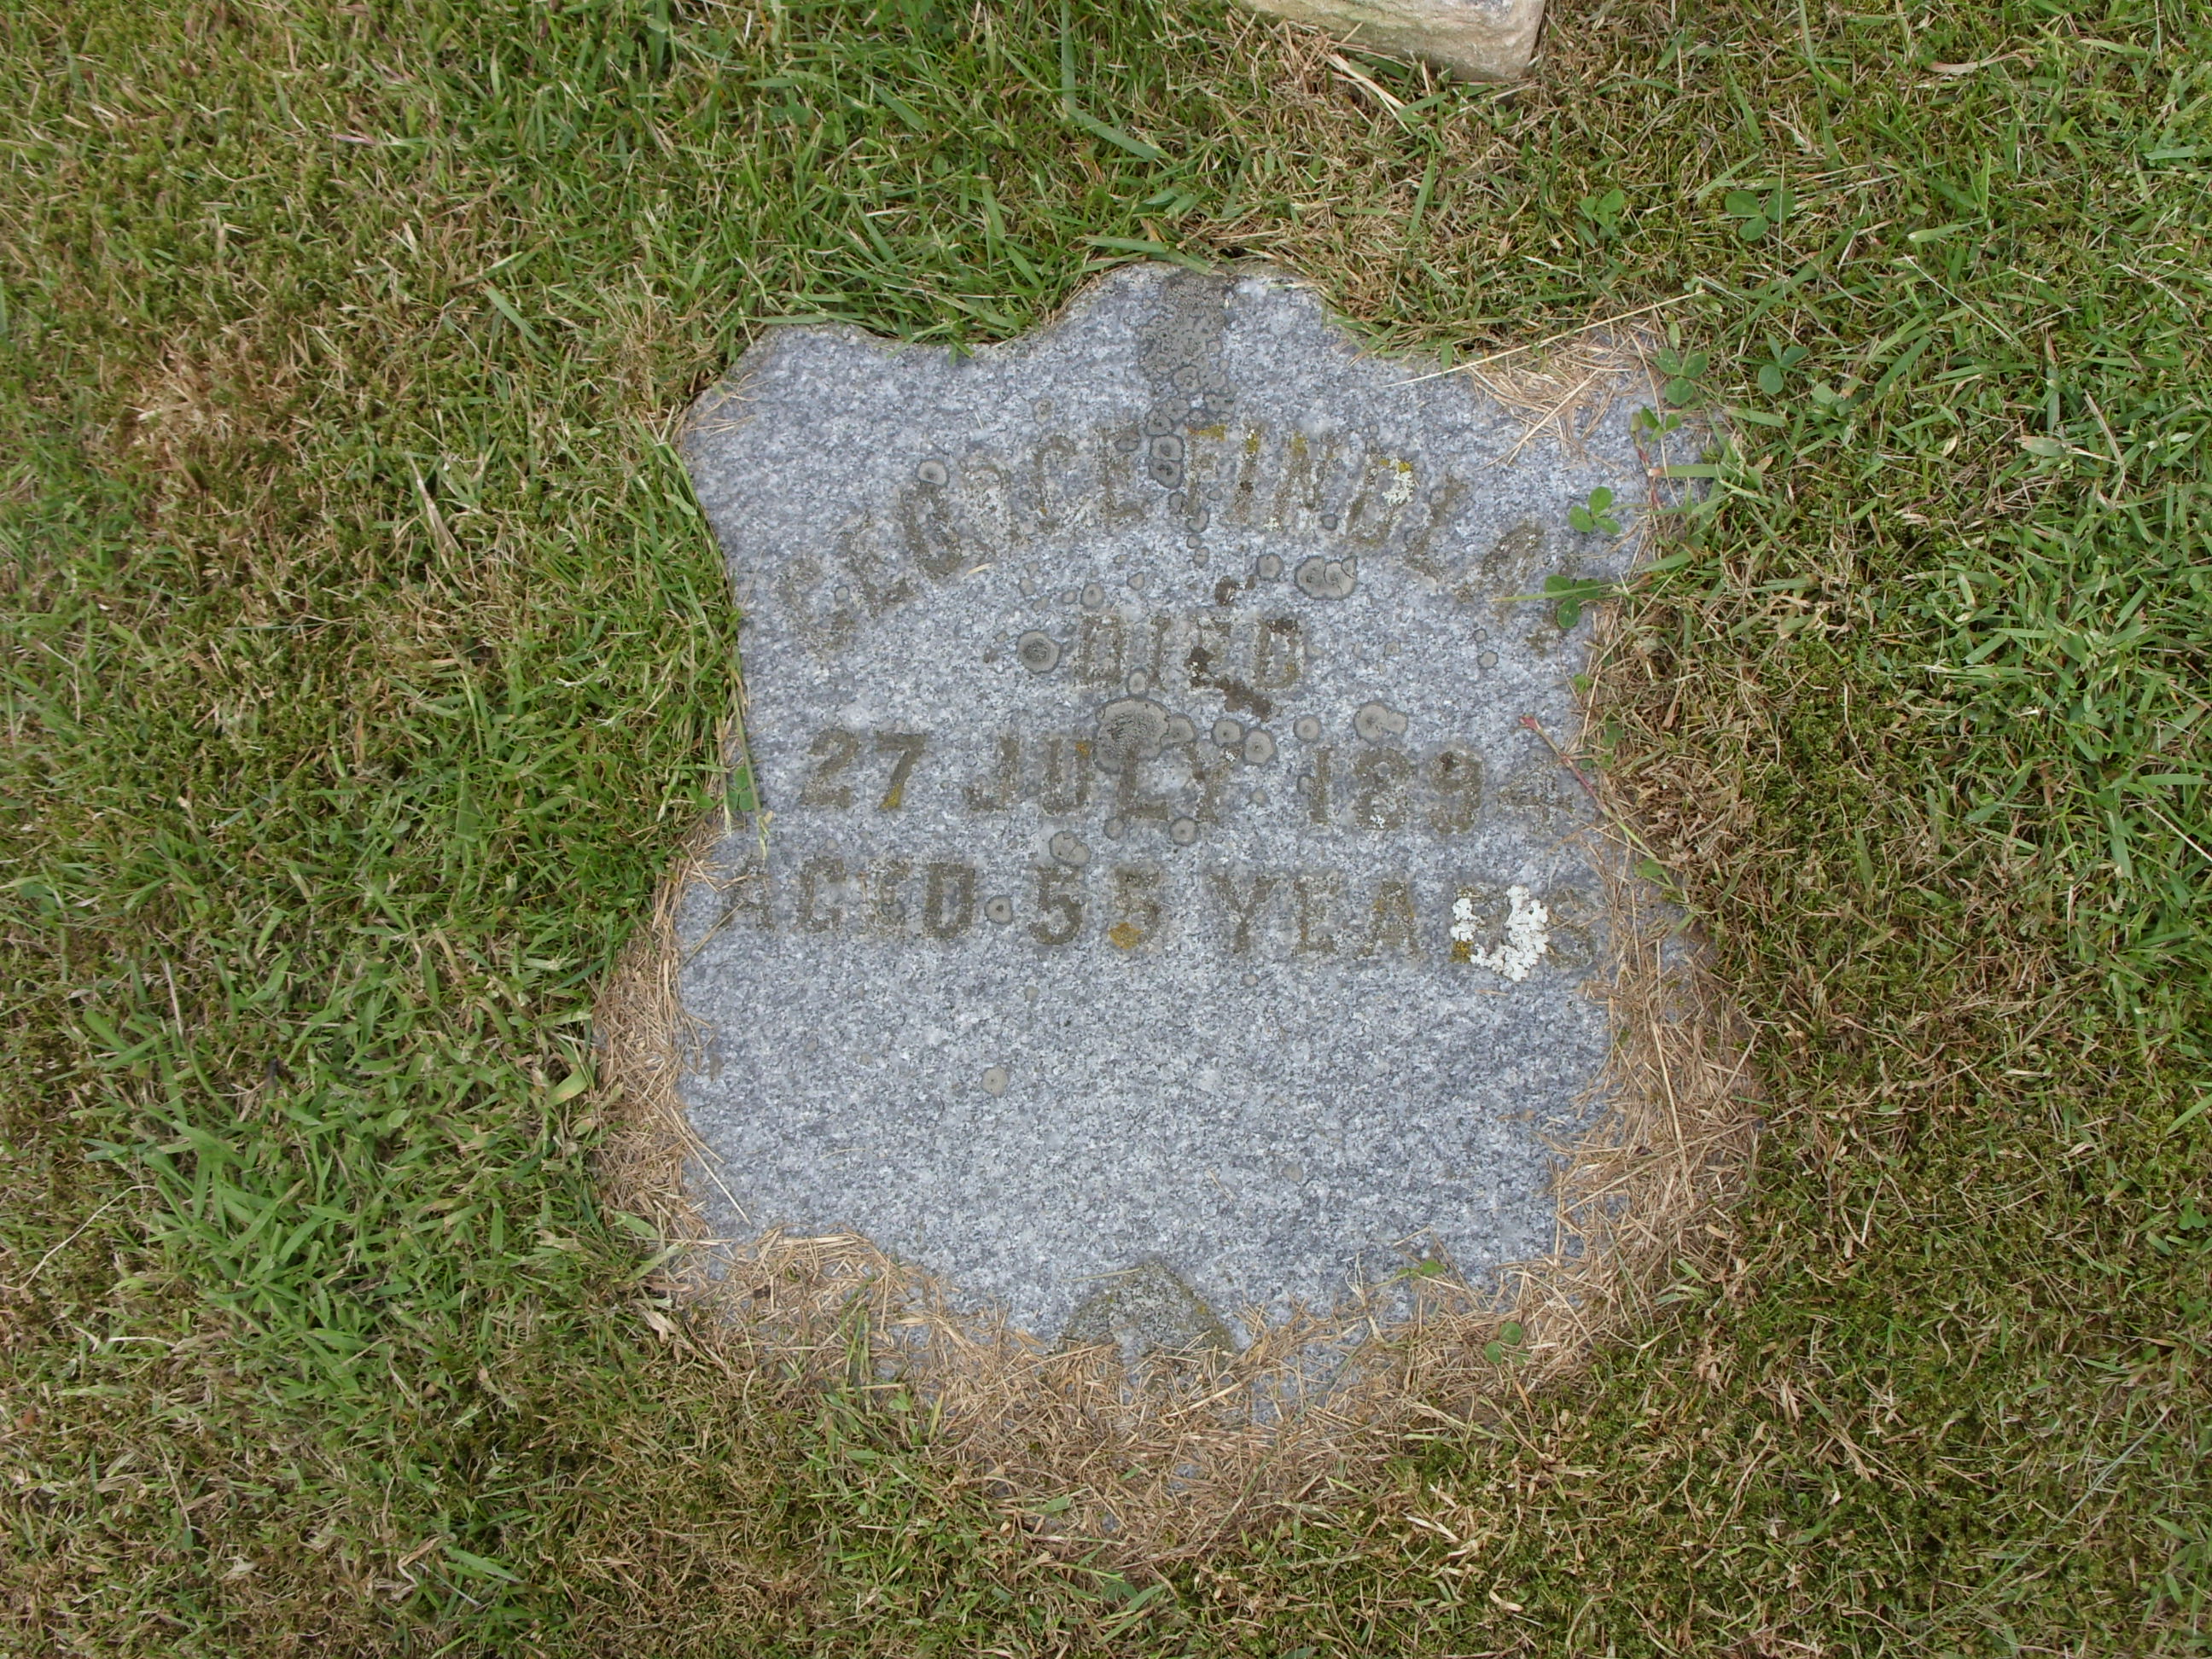 GEORGE FINDLAY
DIED
27 JULY 1894
AGED 55 YEARS